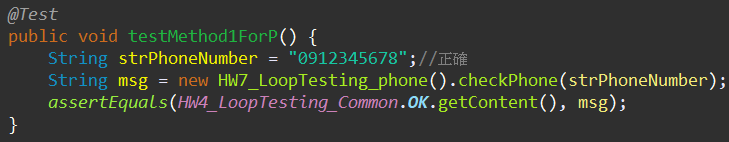 @Test
public void testMethod1ForP() {
    String strPhoneNumber = "0912345678";//正確
    String msg = new HW7_LoopTesting_phone().checkPhone(strPhoneNumber);
    assertEquals(HW4_LoopTesting_Common.OK.getContent(), msg);
}